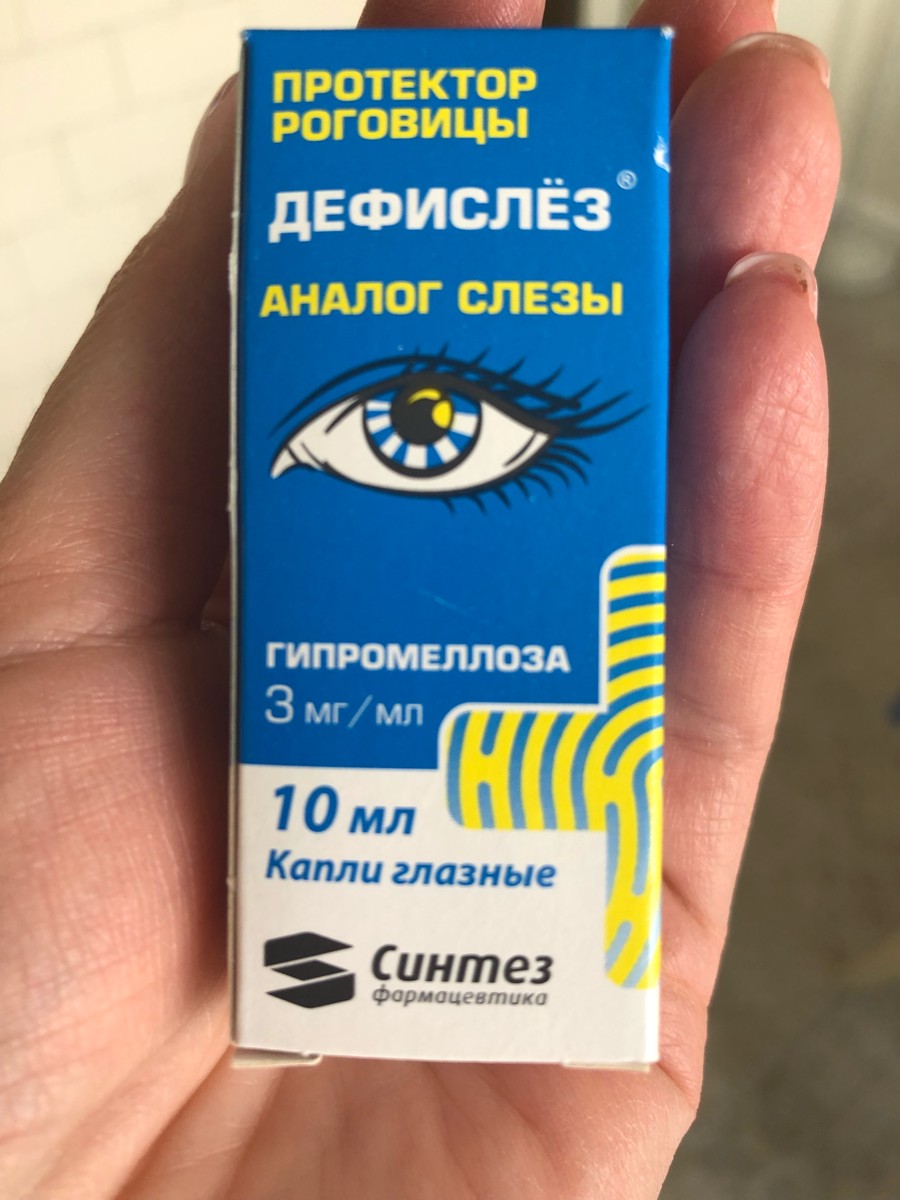 ПРОТЕКТОР
РОГОВИЦЫ
ДЕФИСЛЁЗ®
АНАЛОГ СЛЕЗЫ
ГИПРОМЕЛЛОЗА
3 мг/мл
10 мл
Капли глазные
Синтез
фармацевтика